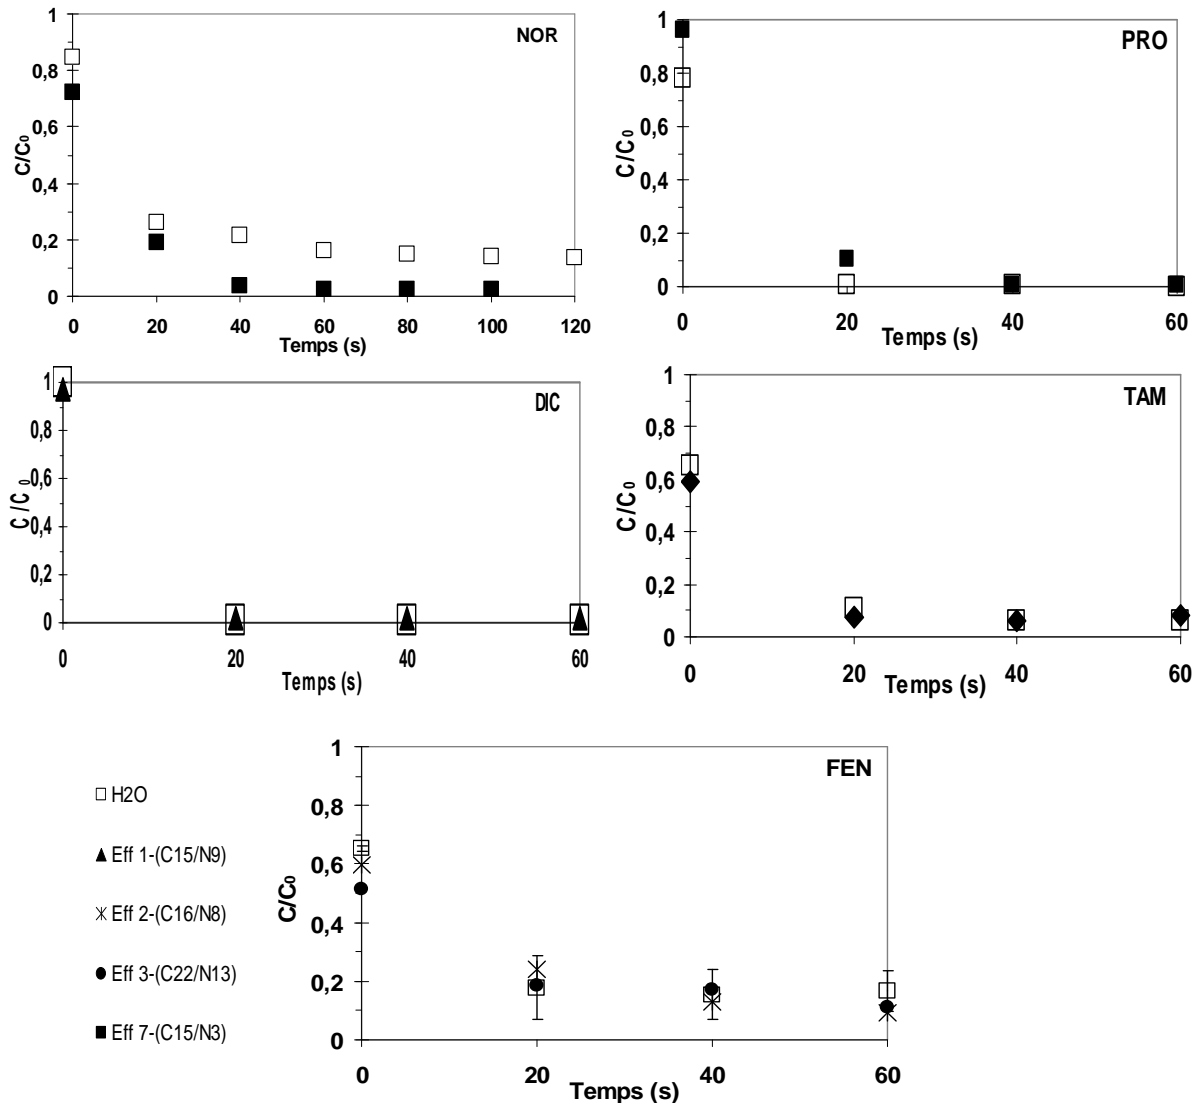 NOR
C/C0
1
0,8
0,6
0,4
0,2
0
0 20 40 60 80 100 120
Temps (s)
PRO
C/C0
1
0,8
0,6
0,4
0,2
0
0 20 40 60
Temps (s)
DIC
C/C0
1
0,8
0,6
0,4
0,2
0
0 20 40 60
Temps (s)
TAM
C/C0
1
0,8
0,6
0,4
0,2
0
0 20 40 60
Temps (s)
H2O
Eff 1-(C15/N9)
Eff 2-(C16/N8)
Eff 3-(C22/N13)
Eff 7-(C15/N3)
FEN
C/C0
1
0,8
0,6
0,4
0,2
0
0 20 40 60
Temps (s)